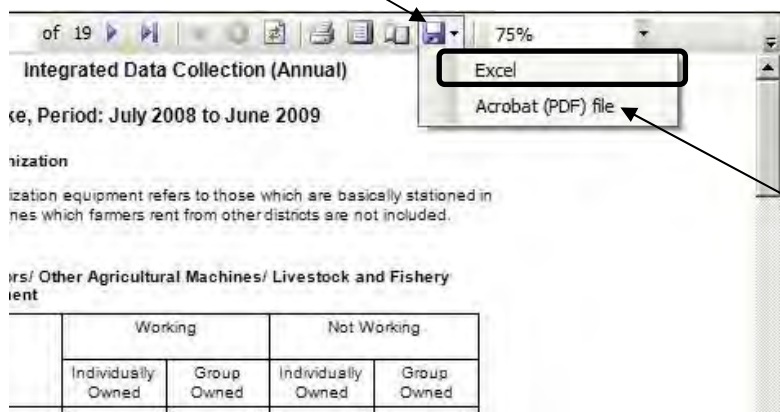 of 19 75%
Excel
Acrobat (PDF) file
Integrated Data Collection (Annual)
ke, Period: July 2008 to June 2009
nization
ization equipment refers to those which are basically stationed in
nes which farmers rent from other districts are not included.
rs/ Other Agricultural Machines/ Livestock and Fishery
ent
Working Not Working
Individually Owned Group Owned Individually Owned Group Owned